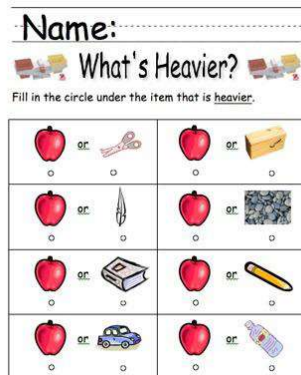 Name:
What's Heavier?
Fill in the circle under the item that is heavier.
or
or
or
or
or
or
or
or